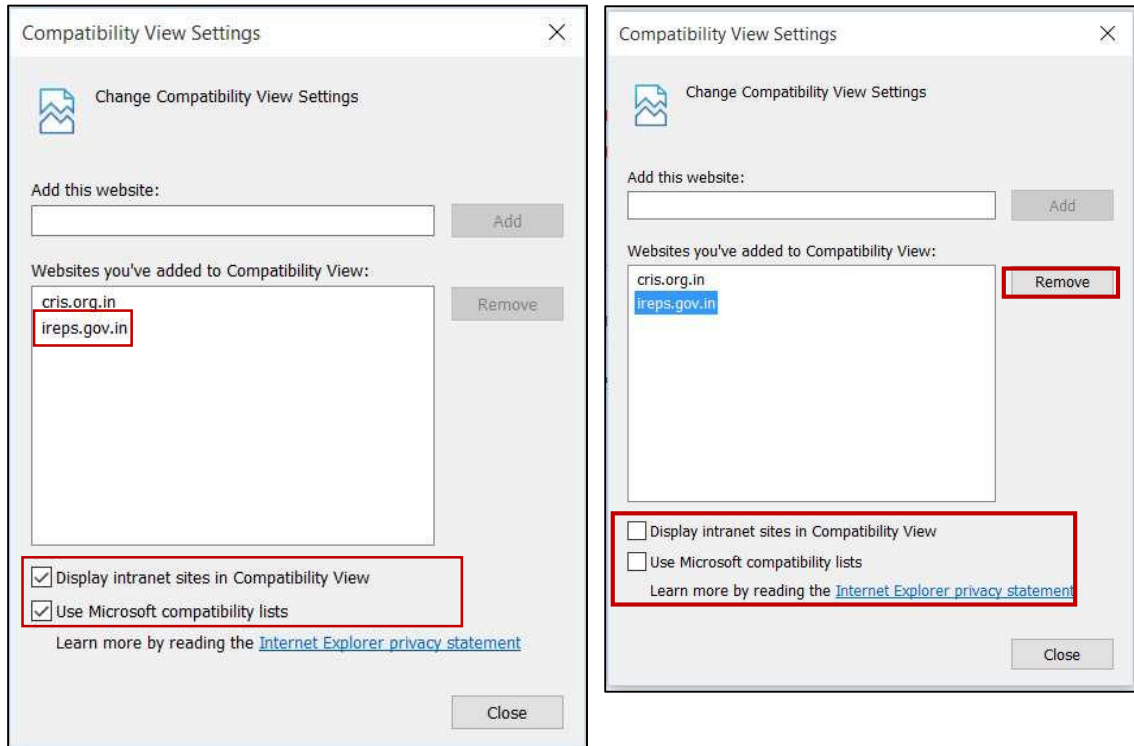 Compatibility View Settings
Change Compatibility View Settings
Add this website:
Add
Websites you've added to Compatibility View:
cris.org.in
Remove
ireps.gov.in
Display intranet sites in Compatibility View
Use Microsoft compatibility lists
Learn more by reading the Internet Explorer privacy statement
Close
Compatibility View Settings
Change Compatibility View Settings
Add this website:
Add
Websites you've added to Compatibility View:
cris.org.in
Remove
ireps.gov.in
Display intranet sites in Compatibility View
Use Microsoft compatibility lists
Learn more by reading the Internet Explorer privacy statement
Close